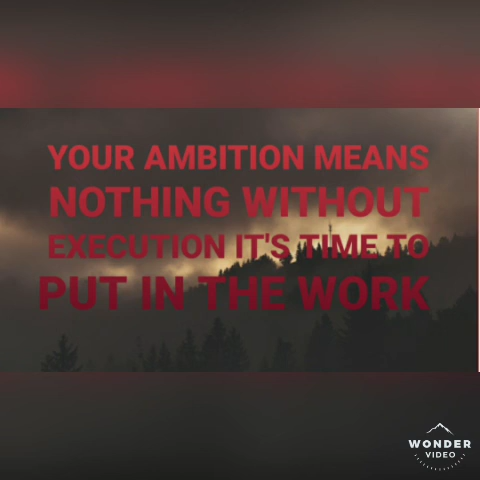 YOUR AMBITION MEANS
NOTHING WITHOUT
EXECUTION IT'S TIME TO
PUT IN THE WORK
WONDER
VIDEO